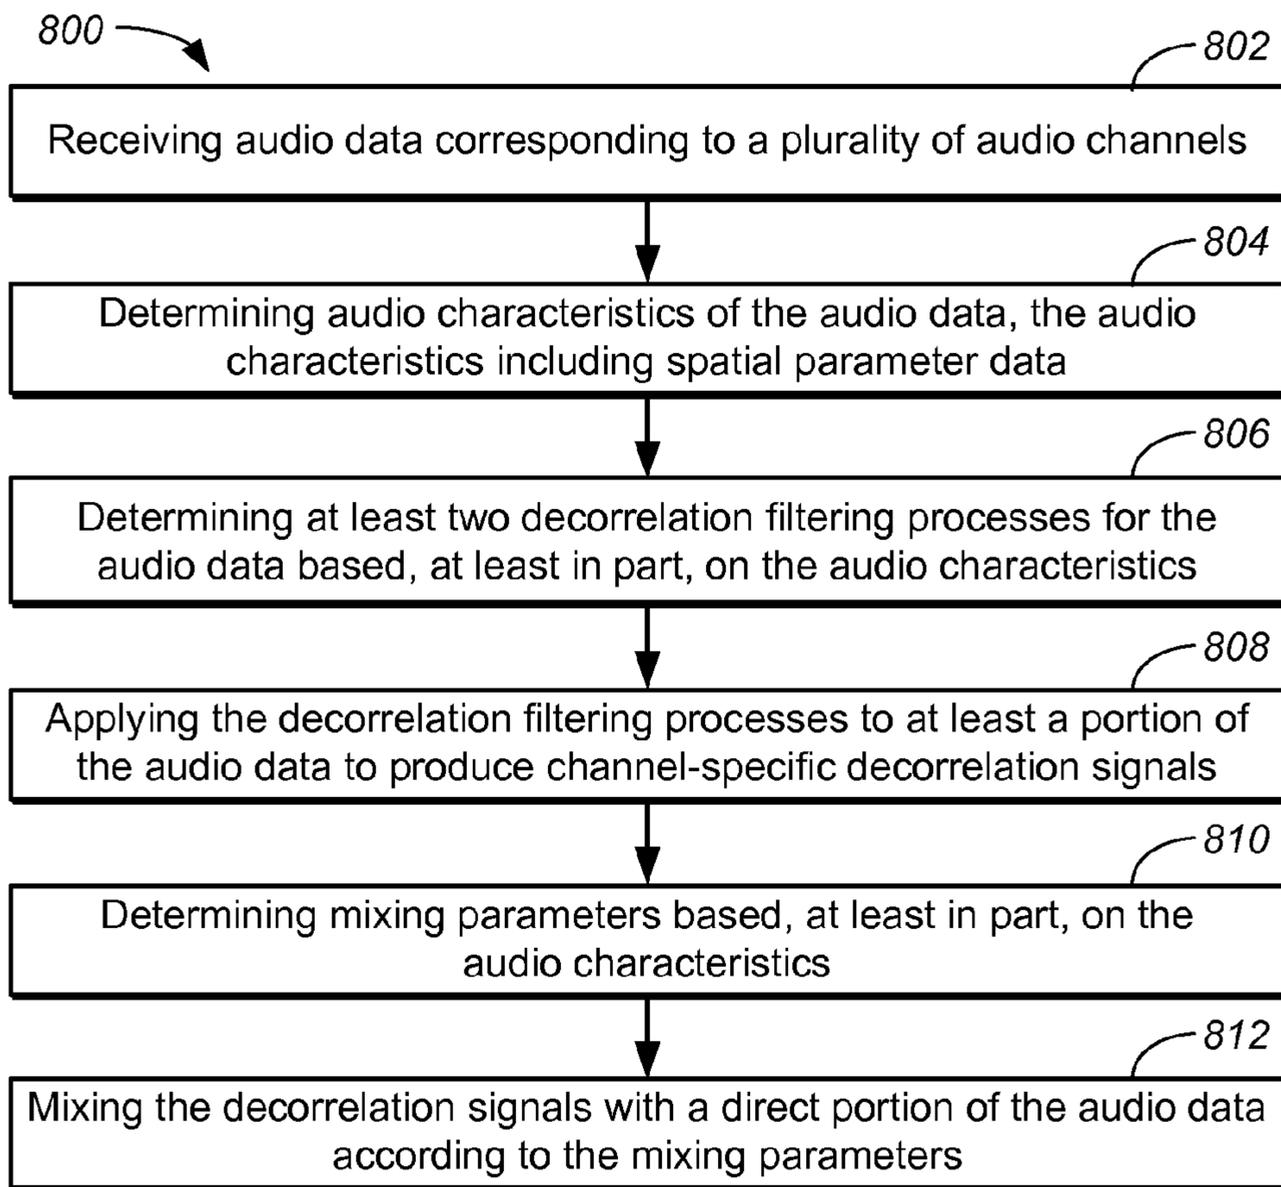 800
802
Receiving audio data corresponding to a plurality of audio channels
804
Determining audio characteristics of the audio data, the audio
characteristics including spatial parameter data
806
Determining at least two decorrelation filtering processes for the
audio data based, at least in part, on the audio characteristics
808
Applying the decorrelation filtering processes to at least a portion of
the audio data to produce channel-specific decorrelation signals
810
Determining mixing parameters based, at least in part, on the
audio characteristics
812
Mixing the decorrelation signals with a direct portion of the audio data
according to the mixing parameters